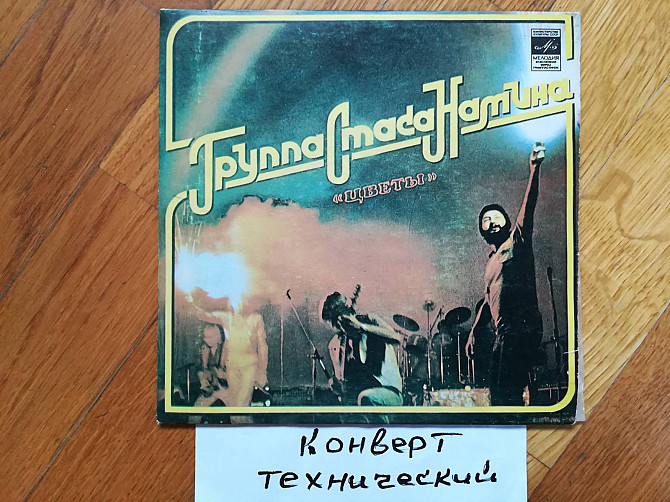 МЕЛОДИЯ
Группа Стаса Намина
«ЦВЕТЫ»
Конверт
технический